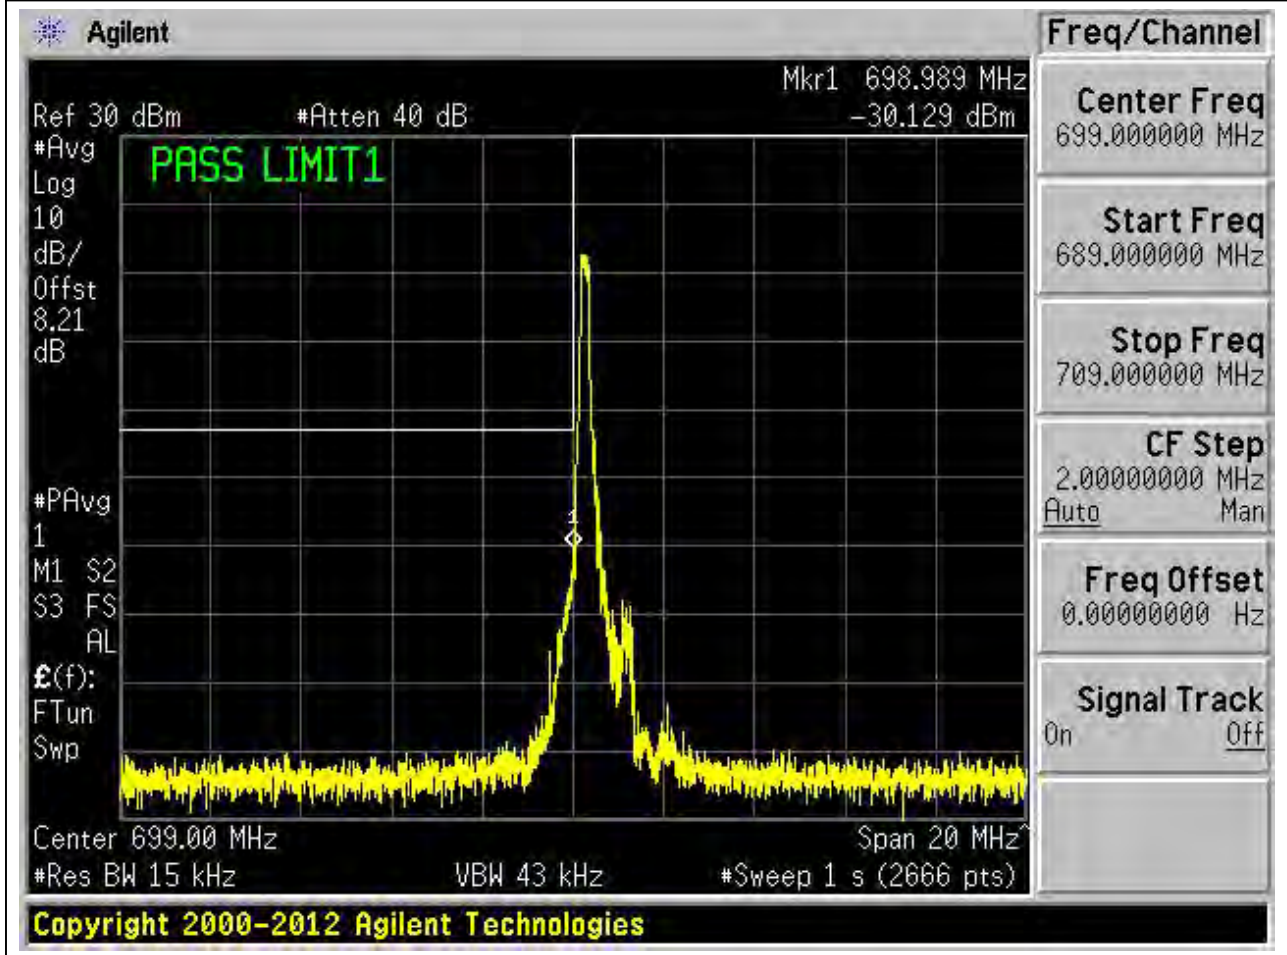 Agilent
Freq/Channel
Mkr1 698.989 MHz
Ref 30 dBm #Atten 40 dB -30.129 dBm
#Avg
Log
10
dB/
Offst
8.21
dB
PASS LIMIT1
1
#PAvg
1
M1 S2
S3 FS
AL
£(f):
FTun
Swp
Center 699.00 MHz Span 20 MHz^
#Res BW 15 kHz VBW 43 kHz #Sweep 1 s (2666 pts)
Copyright 2000-2012 Agilent Technologies
Center Freq
699.000000 MHz
Start Freq
689.000000 MHz
Stop Freq
709.000000 MHz
CF Step
2.00000000 MHz
Auto Man
Freq Offset
0.00000000 Hz
Signal Track
On Off